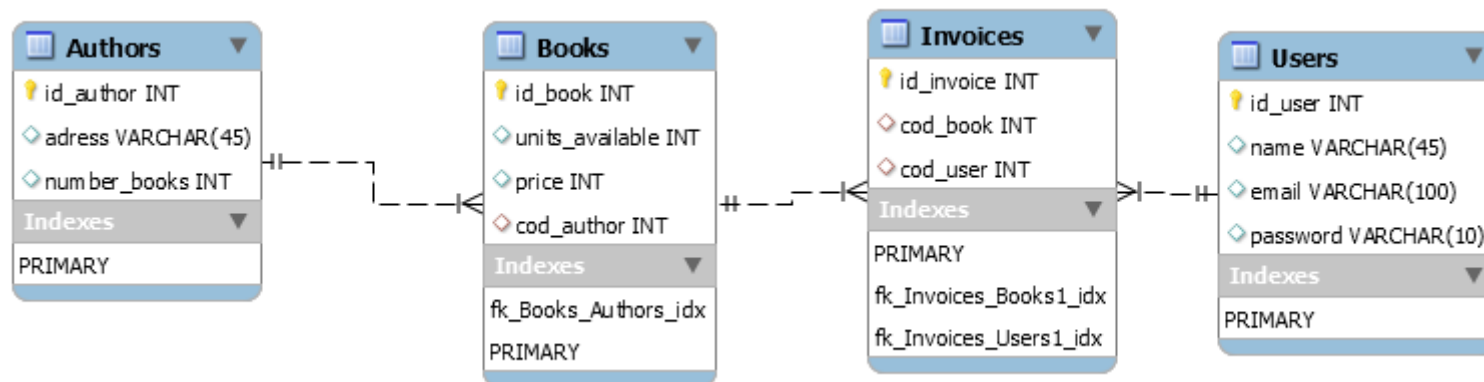 Authors
id_author INT
adress VARCHAR(45)
number_books INT
Indexes
PRIMARY
Books
id_book INT
units_available INT
price INT
cod_author INT
Indexes
fk_Books_Authors_idx
PRIMARY
Invoices
id_invoice INT
cod_book INT
cod_user INT
Indexes
PRIMARY
fk_Invoices_Books1_idx
fk_Invoices_Users1_idx
Users
id_user INT
name VARCHAR(45)
email VARCHAR(100)
password VARCHAR(10)
Indexes
PRIMARY